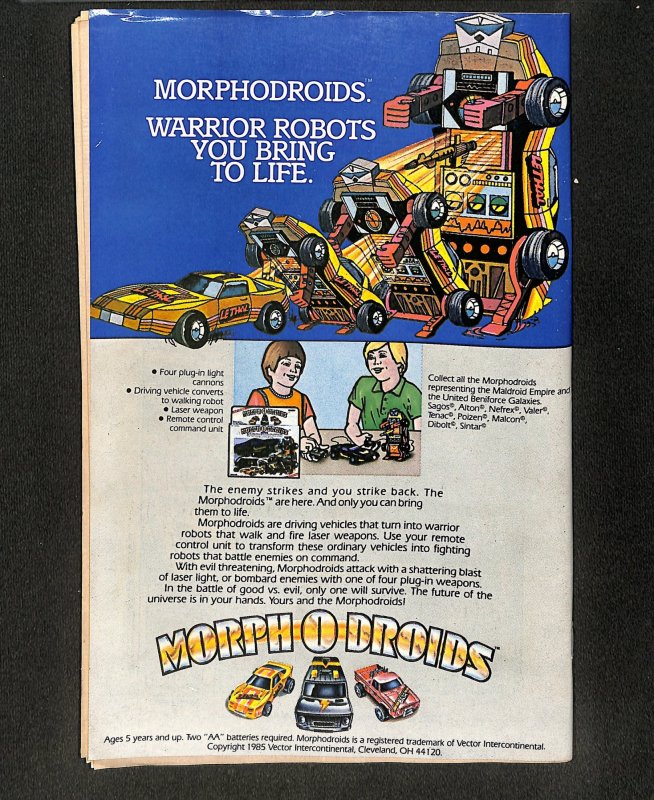 MORPHODROIDS.™
WARRIOR ROBOTS
YOU BRING
TO LIFE.
LETHAL
LETHAL
• Four plug-in light
cannons
• Driving vehicle converts
to walking robot
• Laser weapon
• Remote control
command unit
MORPH O DROIDS
Collect all the Morphodroids
representing the Maldroid Empire and
the United Beniforce Galaxies.
Sagos©, Alton©, Nefrex©, Valer©,
Tenac©, Poizen©, Malcon©,
Dibolt©, Sintar©
The enemy strikes and you strike back. The
Morphodroids™ are here. And only you can bring
them to life.
Morphodroids are driving vehicles that turn into warrior
robots that walk and fire laser weapons. Use your remote
control unit to transform these ordinary vehicles into fighting
robots that battle enemies on command.
With evil threatening, Morphodroids attack with a shattering blast
of laser light, or bombard enemies with one of four plug-in weapons.
In the battle of good vs. evil, only one will survive. The future of the
universe is in your hands. Yours and the Morphodroids!
MORPH O DROIDS™
Ages 5 years and up. Two "AA" batteries required. Morphodroids is a registered trademark of Vector Intercontinental.
Copyright 1985 Vector Intercontinental, Cleveland, OH 44120.